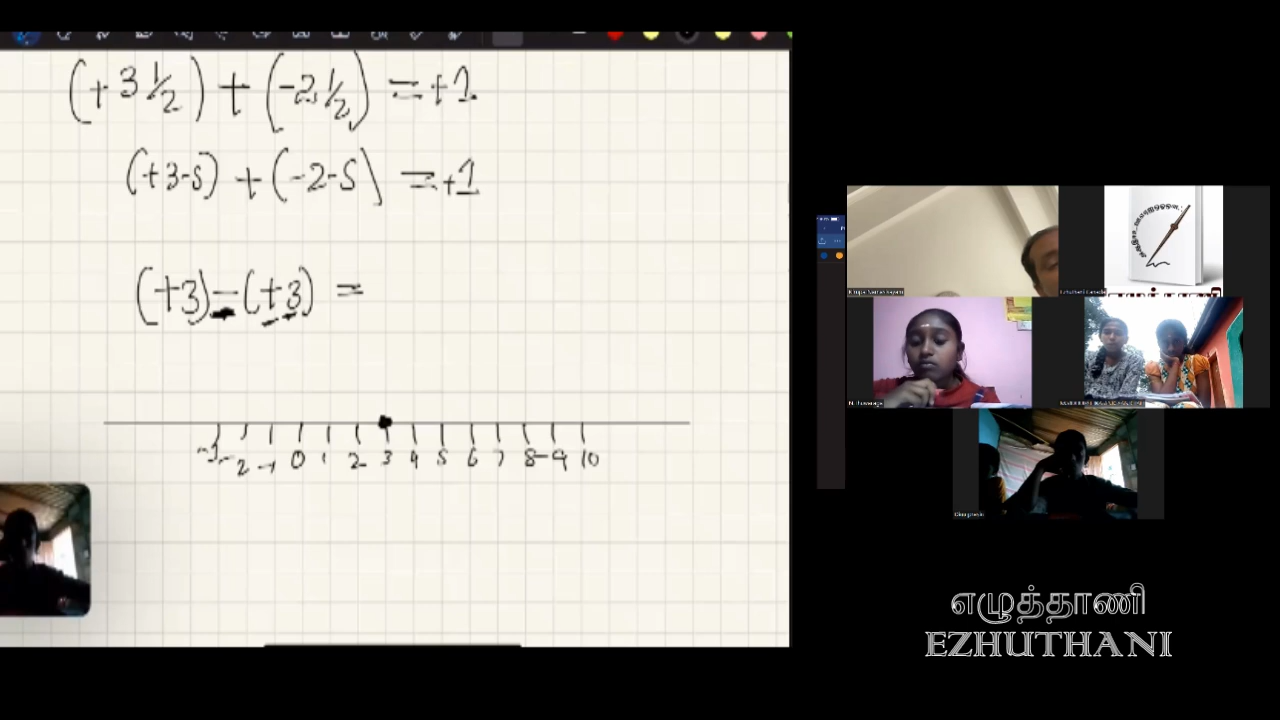 (+3 1/2) + (-2 1/2) = +1
(+3-5) + (-2-5) = +1
(+3) - (+3) =
-3 -2 -1 0 1 2 3 4 5 6 7 8 9 10
எழுத்தாணி
EZHUTHANI